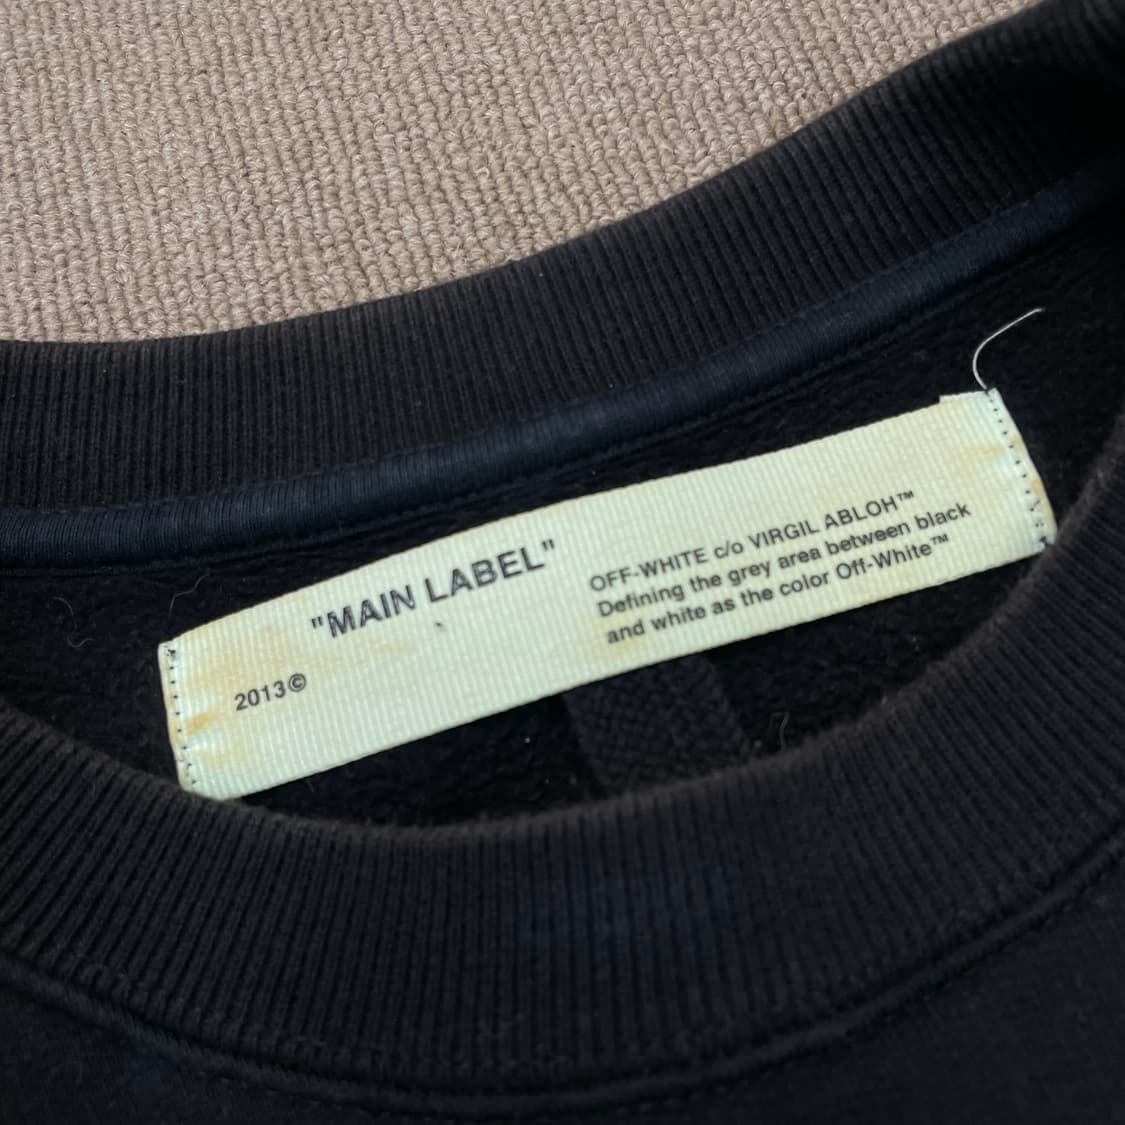 "MAIN LABEL"
2013©
OFF-WHITE c/o VIRGIL ABLOH™
Defining the grey area between black
and white as the color Off-White™